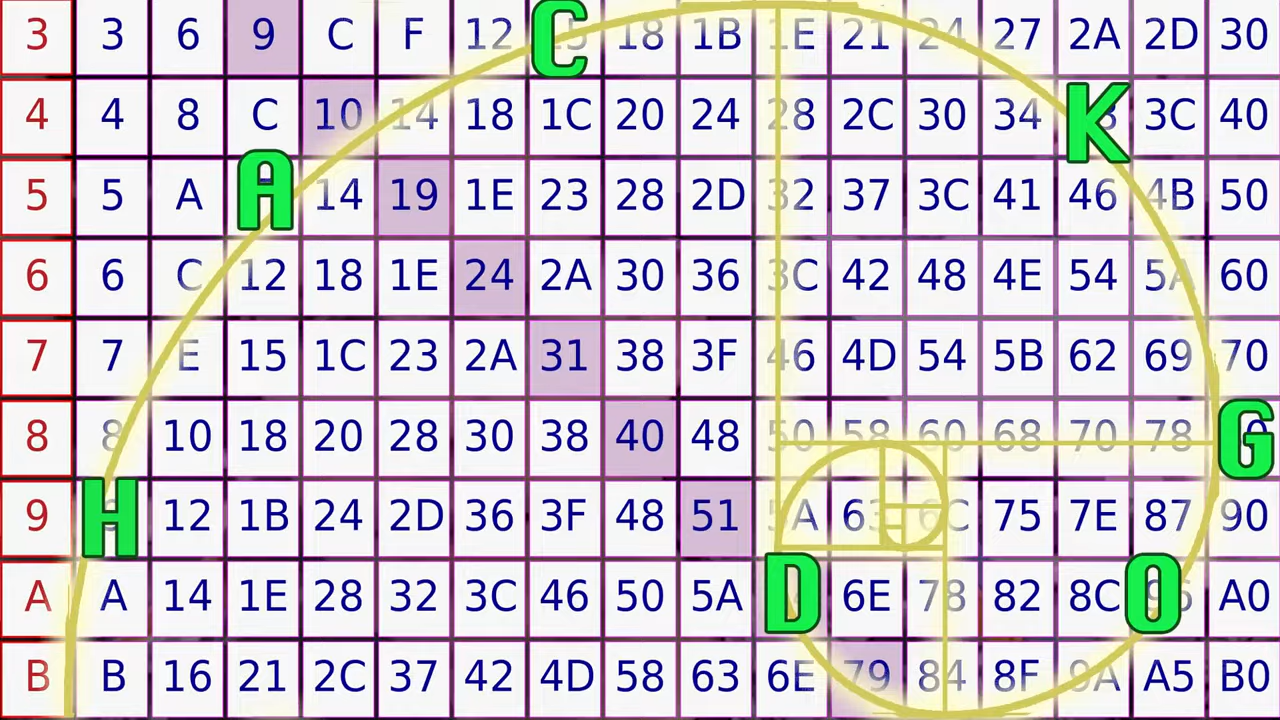 3 3 6 9 C F 12 C 18 1B 1E 21 24 27 2A 2D 30
4 4 8 C 10 14 18 1C 20 24 28 2C 30 34 K 3C 40
5 5 A A 14 19 1E 23 28 2D 32 37 3C 41 46 4B 50
6 6 C 12 18 1E 24 2A 30 36 3C 42 48 4E 54 5A 60
7 7 E 15 1C 23 2A 31 38 3F 46 4D 54 5B 62 69 70
8 8 10 18 20 28 30 38 40 48 50 58 60 68 70 78 G
9 H 12 1B 24 2D 36 3F 48 51 5A 63 6C 75 7E 87 90
A A 14 1E 28 32 3C 46 50 5A D 6E 78 82 8C O A0
B B 16 21 2C 37 42 4D 58 63 6E 79 84 8F 9A A5 B0